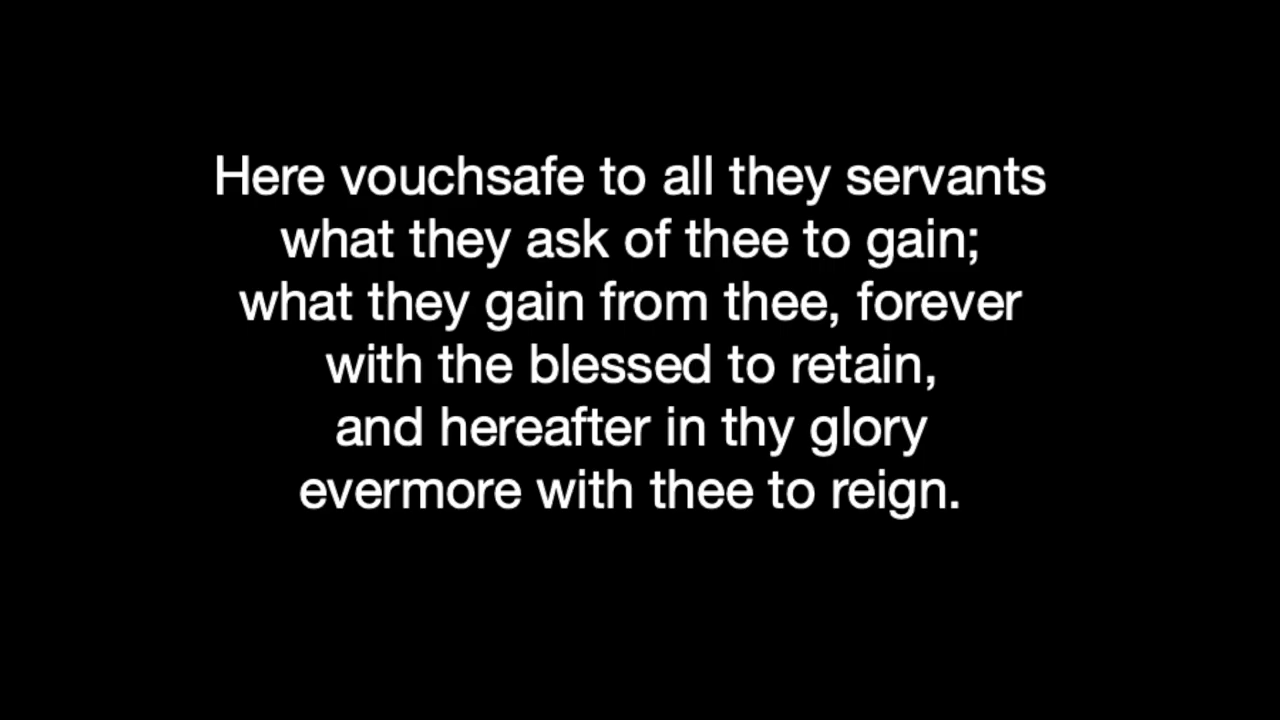 Here vouchsafe to all they servants
what they ask of thee to gain;
what they gain from thee, forever
with the blessed to retain,
and hereafter in thy glory
evermore with thee to reign.